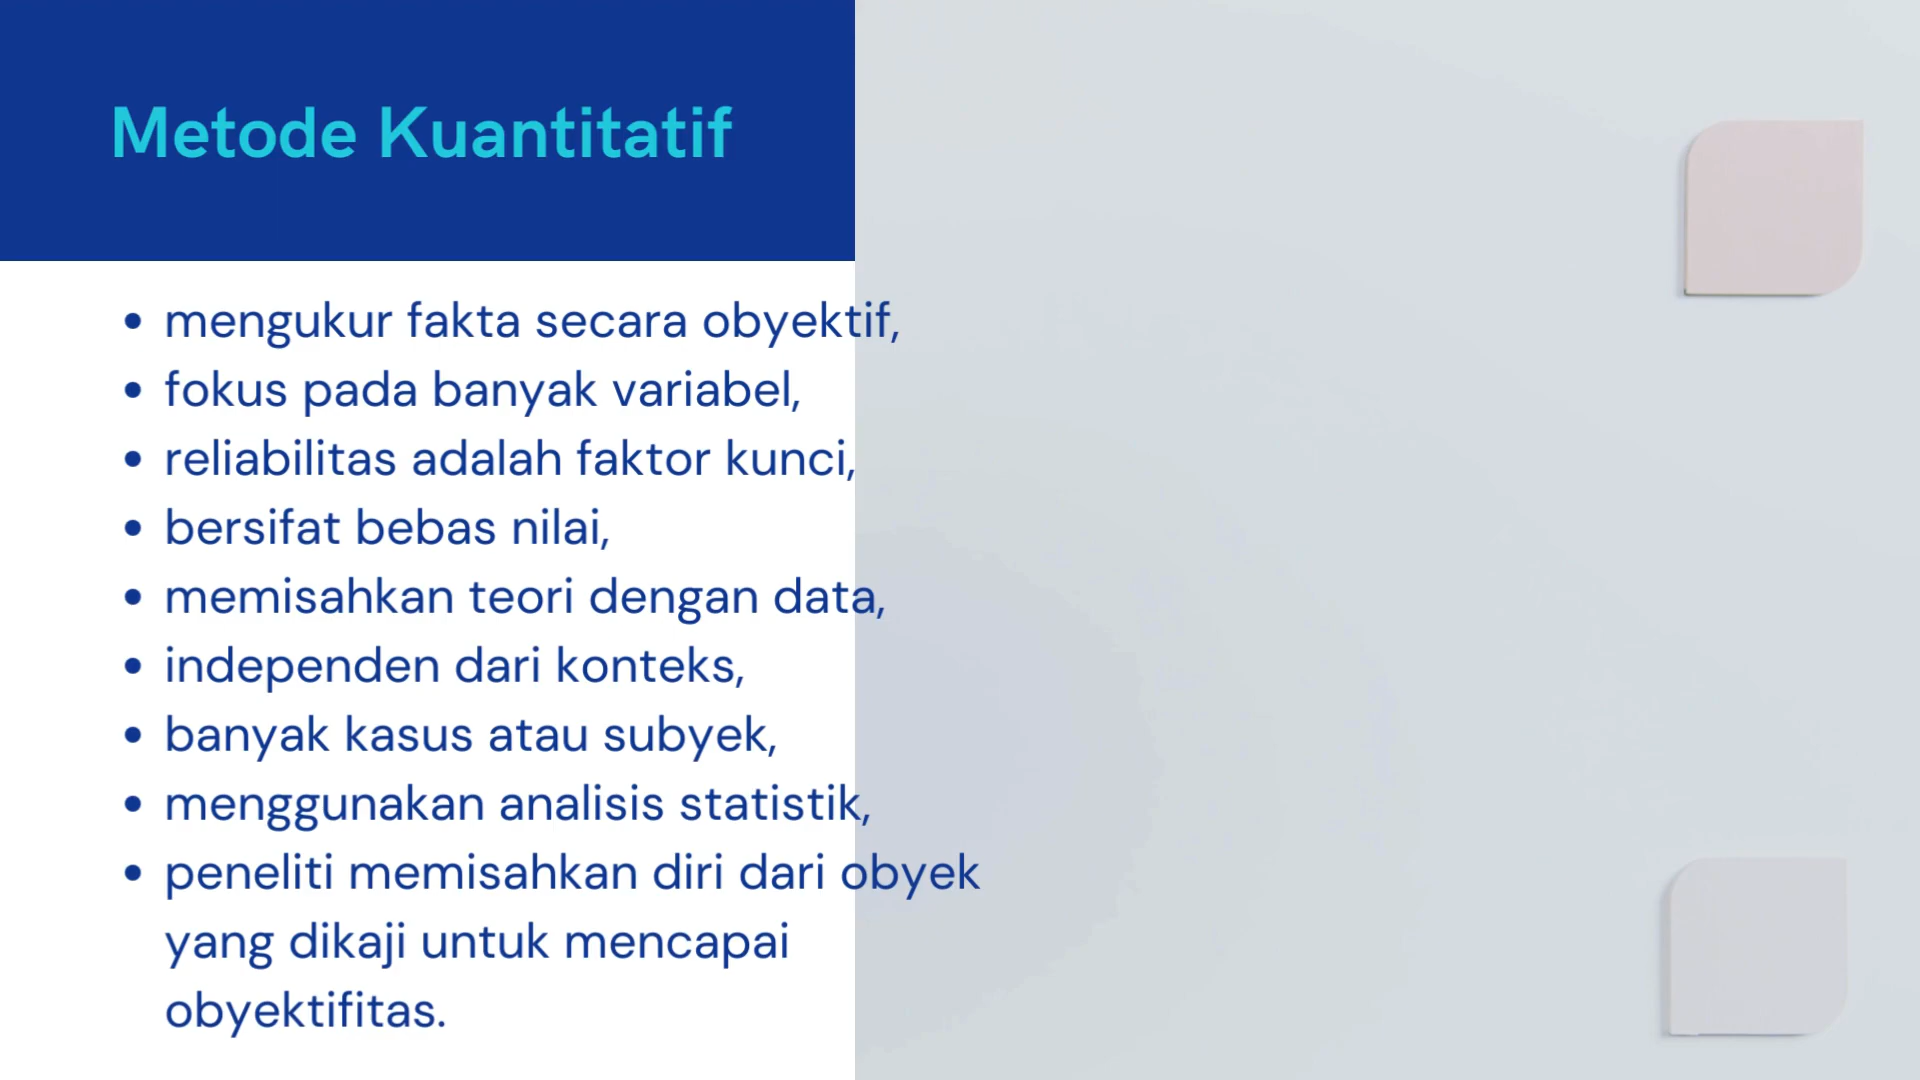 Metode Kuantitatif
• mengukur fakta secara obyektif,
• fokus pada banyak variabel,
• reliabilitas adalah faktor kunci,
• bersifat bebas nilai,
• memisahkan teori dengan data,
• independen dari konteks,
• banyak kasus atau subyek,
• menggunakan analisis statistik,
• peneliti memisahkan diri dari obyek
yang dikaji untuk mencapai
obyektifitas.